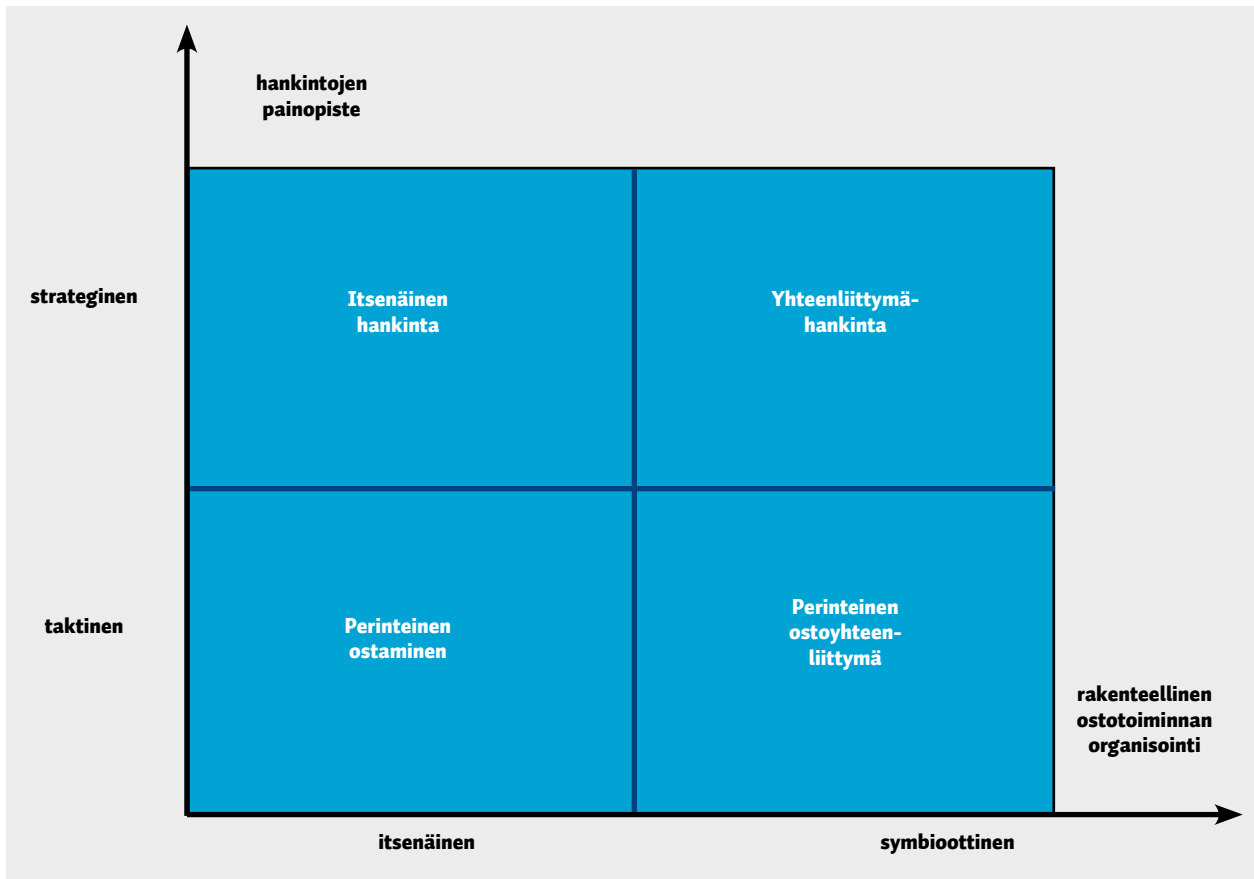 hankintojen
painopiste
strateginen
Itsenäinen
hankinta
Yhteenliittymä-
hankinta
taktinen
Perinteinen
ostaminen
Perinteinen
ostoyhteen-
liittymä
rakenteellinen
ostotoiminnan
organisointi
itsenäinen
symbioottinen